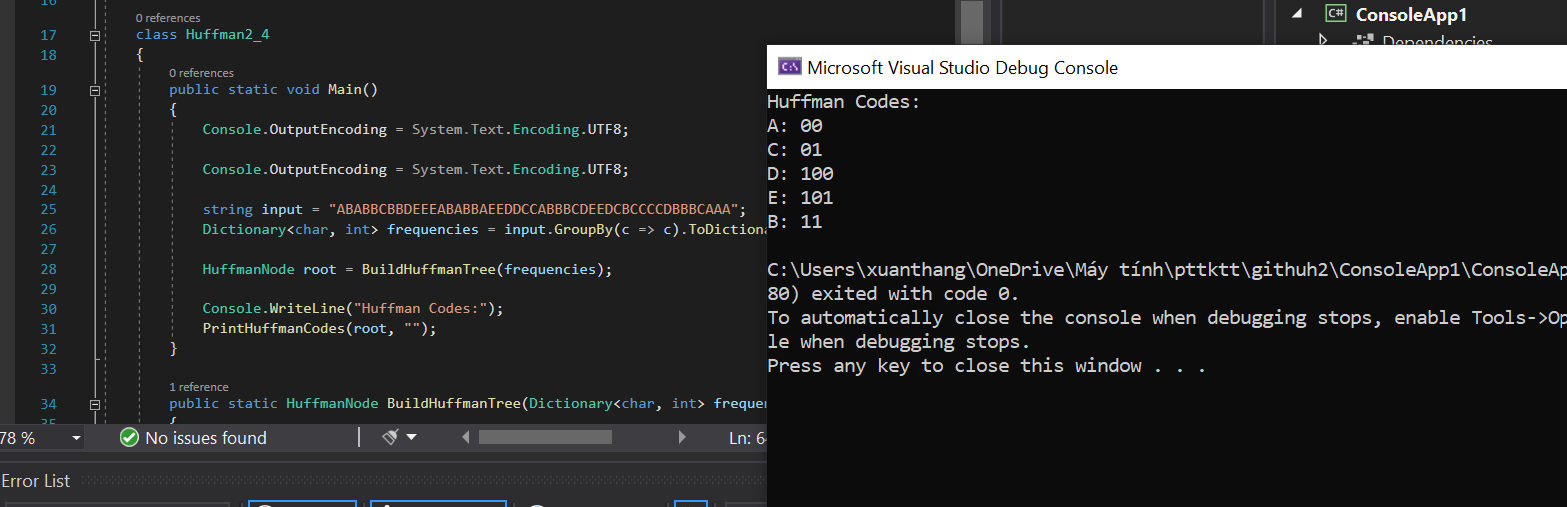 16
0 references
17 class Huffman2_4
18 {
0 references
19 public static void Main()
20 {
21 Console.OutputEncoding = System.Text.Encoding.UTF8;
22
23 Console.OutputEncoding = System.Text.Encoding.UTF8;
24
25 string input = "ABABBCBBDEEEABABBAEEDDCCABBBCDEEDCBCCCCDBBBCAAA";
26 Dictionary<char, int> frequencies = input.GroupBy(c => c).ToDictiona
27
28 HuffmanNode root = BuildHuffmanTree(frequencies);
29
30 Console.WriteLine("Huffman Codes:");
31 PrintHuffmanCodes(root, "");
32 }
33
1 reference
34 public static HuffmanNode BuildHuffmanTree(Dictionary<char, int> frequen
35 {
78 % No issues found Ln: 6
Error List
C# ConsoleApp1
Dependencies
C:\ Microsoft Visual Studio Debug Console
Huffman Codes:
A: 00
C: 01
D: 100
E: 101
B: 11
C:\Users\xuanthang\OneDrive\Máy tính\pttktt\githuh2\ConsoleApp1\ConsoleAp
80) exited with code 0.
To automatically close the console when debugging stops, enable Tools->Op
le when debugging stops.
Press any key to close this window . . .